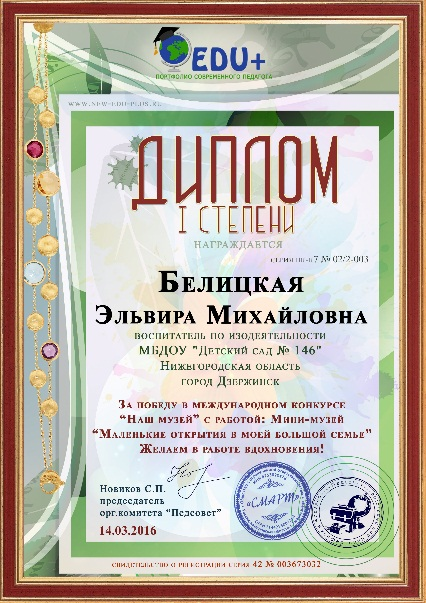 EDU+
ПОРТФОЛИО СОВРЕМЕННОГО ПЕДАГОГА
WWW.NEW-EDU-PLUS.RU
ДИПЛОМ
I СТЕПЕНИ
НАГРАЖДАЕТСЯ
№ 02/2-003
БЕЛИЦКАЯ
ЭЛЬВИРА МИХАЙЛОВНА
ВОСПИТАТЕЛЬ ПО ИЗОДЕЯТЕЛЬНОСТИ
МБДОУ "ДЕТСКИЙ САД № 146"
НИЖЕГОРОДСКАЯ ОБЛАСТЬ
ГОРОД ДЗЕРЖИНСК
ЗА ПОБЕДУ В МЕЖДУНАРОДНОМ КОНКУРСЕ
"НАШ МУЗЕЙ" С РАБОТОЙ: МИНИ-МУЗЕЙ
"МАЛЕНЬКИЕ ОТКРЫТИЯ В МОЕЙ БОЛЬШОЙ СЕМЬЕ"
ЖЕЛАЕМ В РАБОТЕ ВДОХНОВЕНИЯ!
Новиков С.П.
председатель
орг.комитета "Педсовет"
14.03.2016
«СМАРТ»
СВИДЕТЕЛЬСТВО О РЕГИСТРАЦИИ СЕРИЯ 42 № 003673032